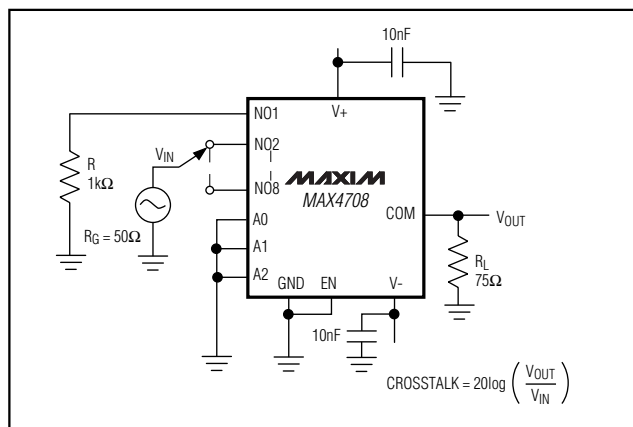 10nF
V+
NO1
NO2
NO8
VIN
R
1kΩ
RG = 50Ω
MAXIM
MAX4708
A0
A1
A2
COM
VOUT
RL
75Ω
GND
EN
V-
10nF
CROSSTALK = 20log ( VOUT / VIN )